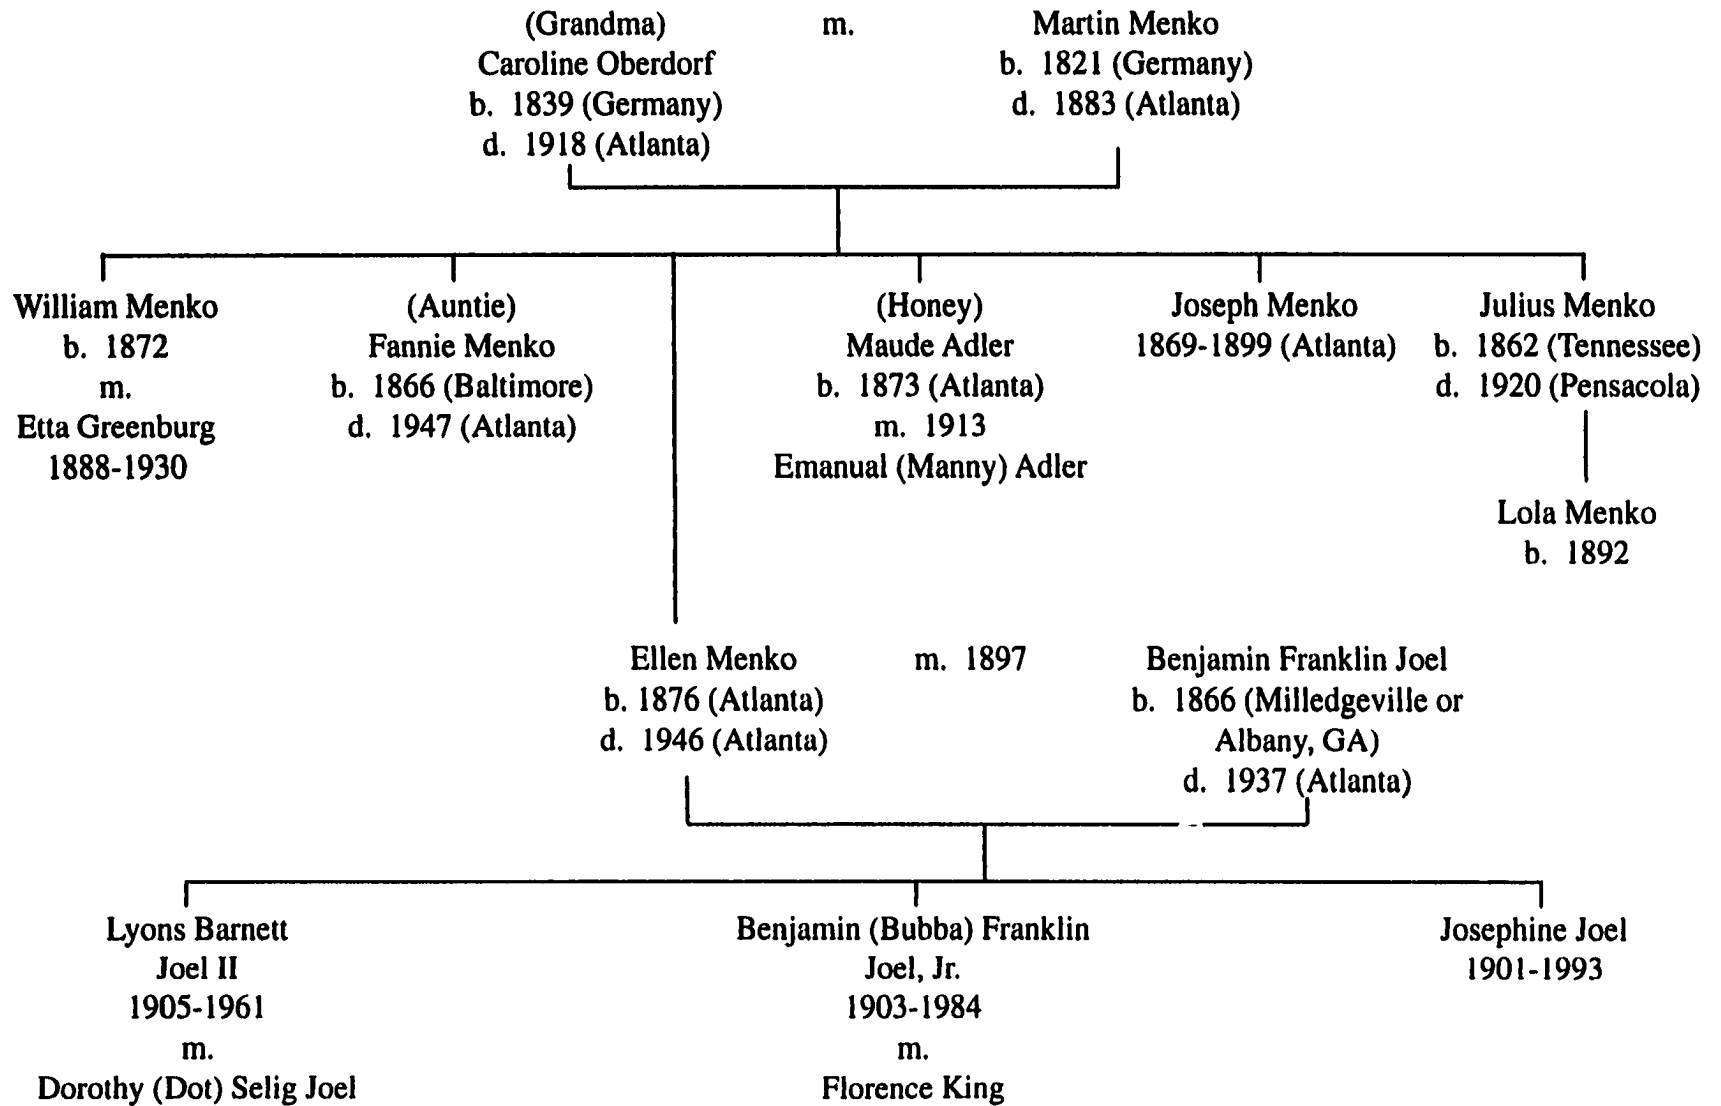 (Grandma) m. Martin Menko
Caroline Oberdorf b. 1821 (Germany)
b. 1839 (Germany) d. 1883 (Atlanta)
d. 1918 (Atlanta)
William Menko
b. 1872
m.
Etta Greenburg
1888-1930
(Auntie)
Fannie Menko
b. 1866 (Baltimore)
d. 1947 (Atlanta)
(Honey)
Maude Adler
b. 1873 (Atlanta)
m. 1913
Emanual (Manny) Adler
Joseph Menko
1869-1899 (Atlanta)
Julius Menko
b. 1862 (Tennessee)
d. 1920 (Pensacola)
Lola Menko
b. 1892
Ellen Menko
b. 1876 (Atlanta)
d. 1946 (Atlanta)
m. 1897
Benjamin Franklin Joel
b. 1866 (Milledgeville or
Albany, GA)
d. 1937 (Atlanta)
Lyons Barnett
Joel II
1905-1961
m.
Dorothy (Dot) Selig Joel
Benjamin (Bubba) Franklin
Joel, Jr.
1903-1984
m.
Florence King
Josephine Joel
1901-1993